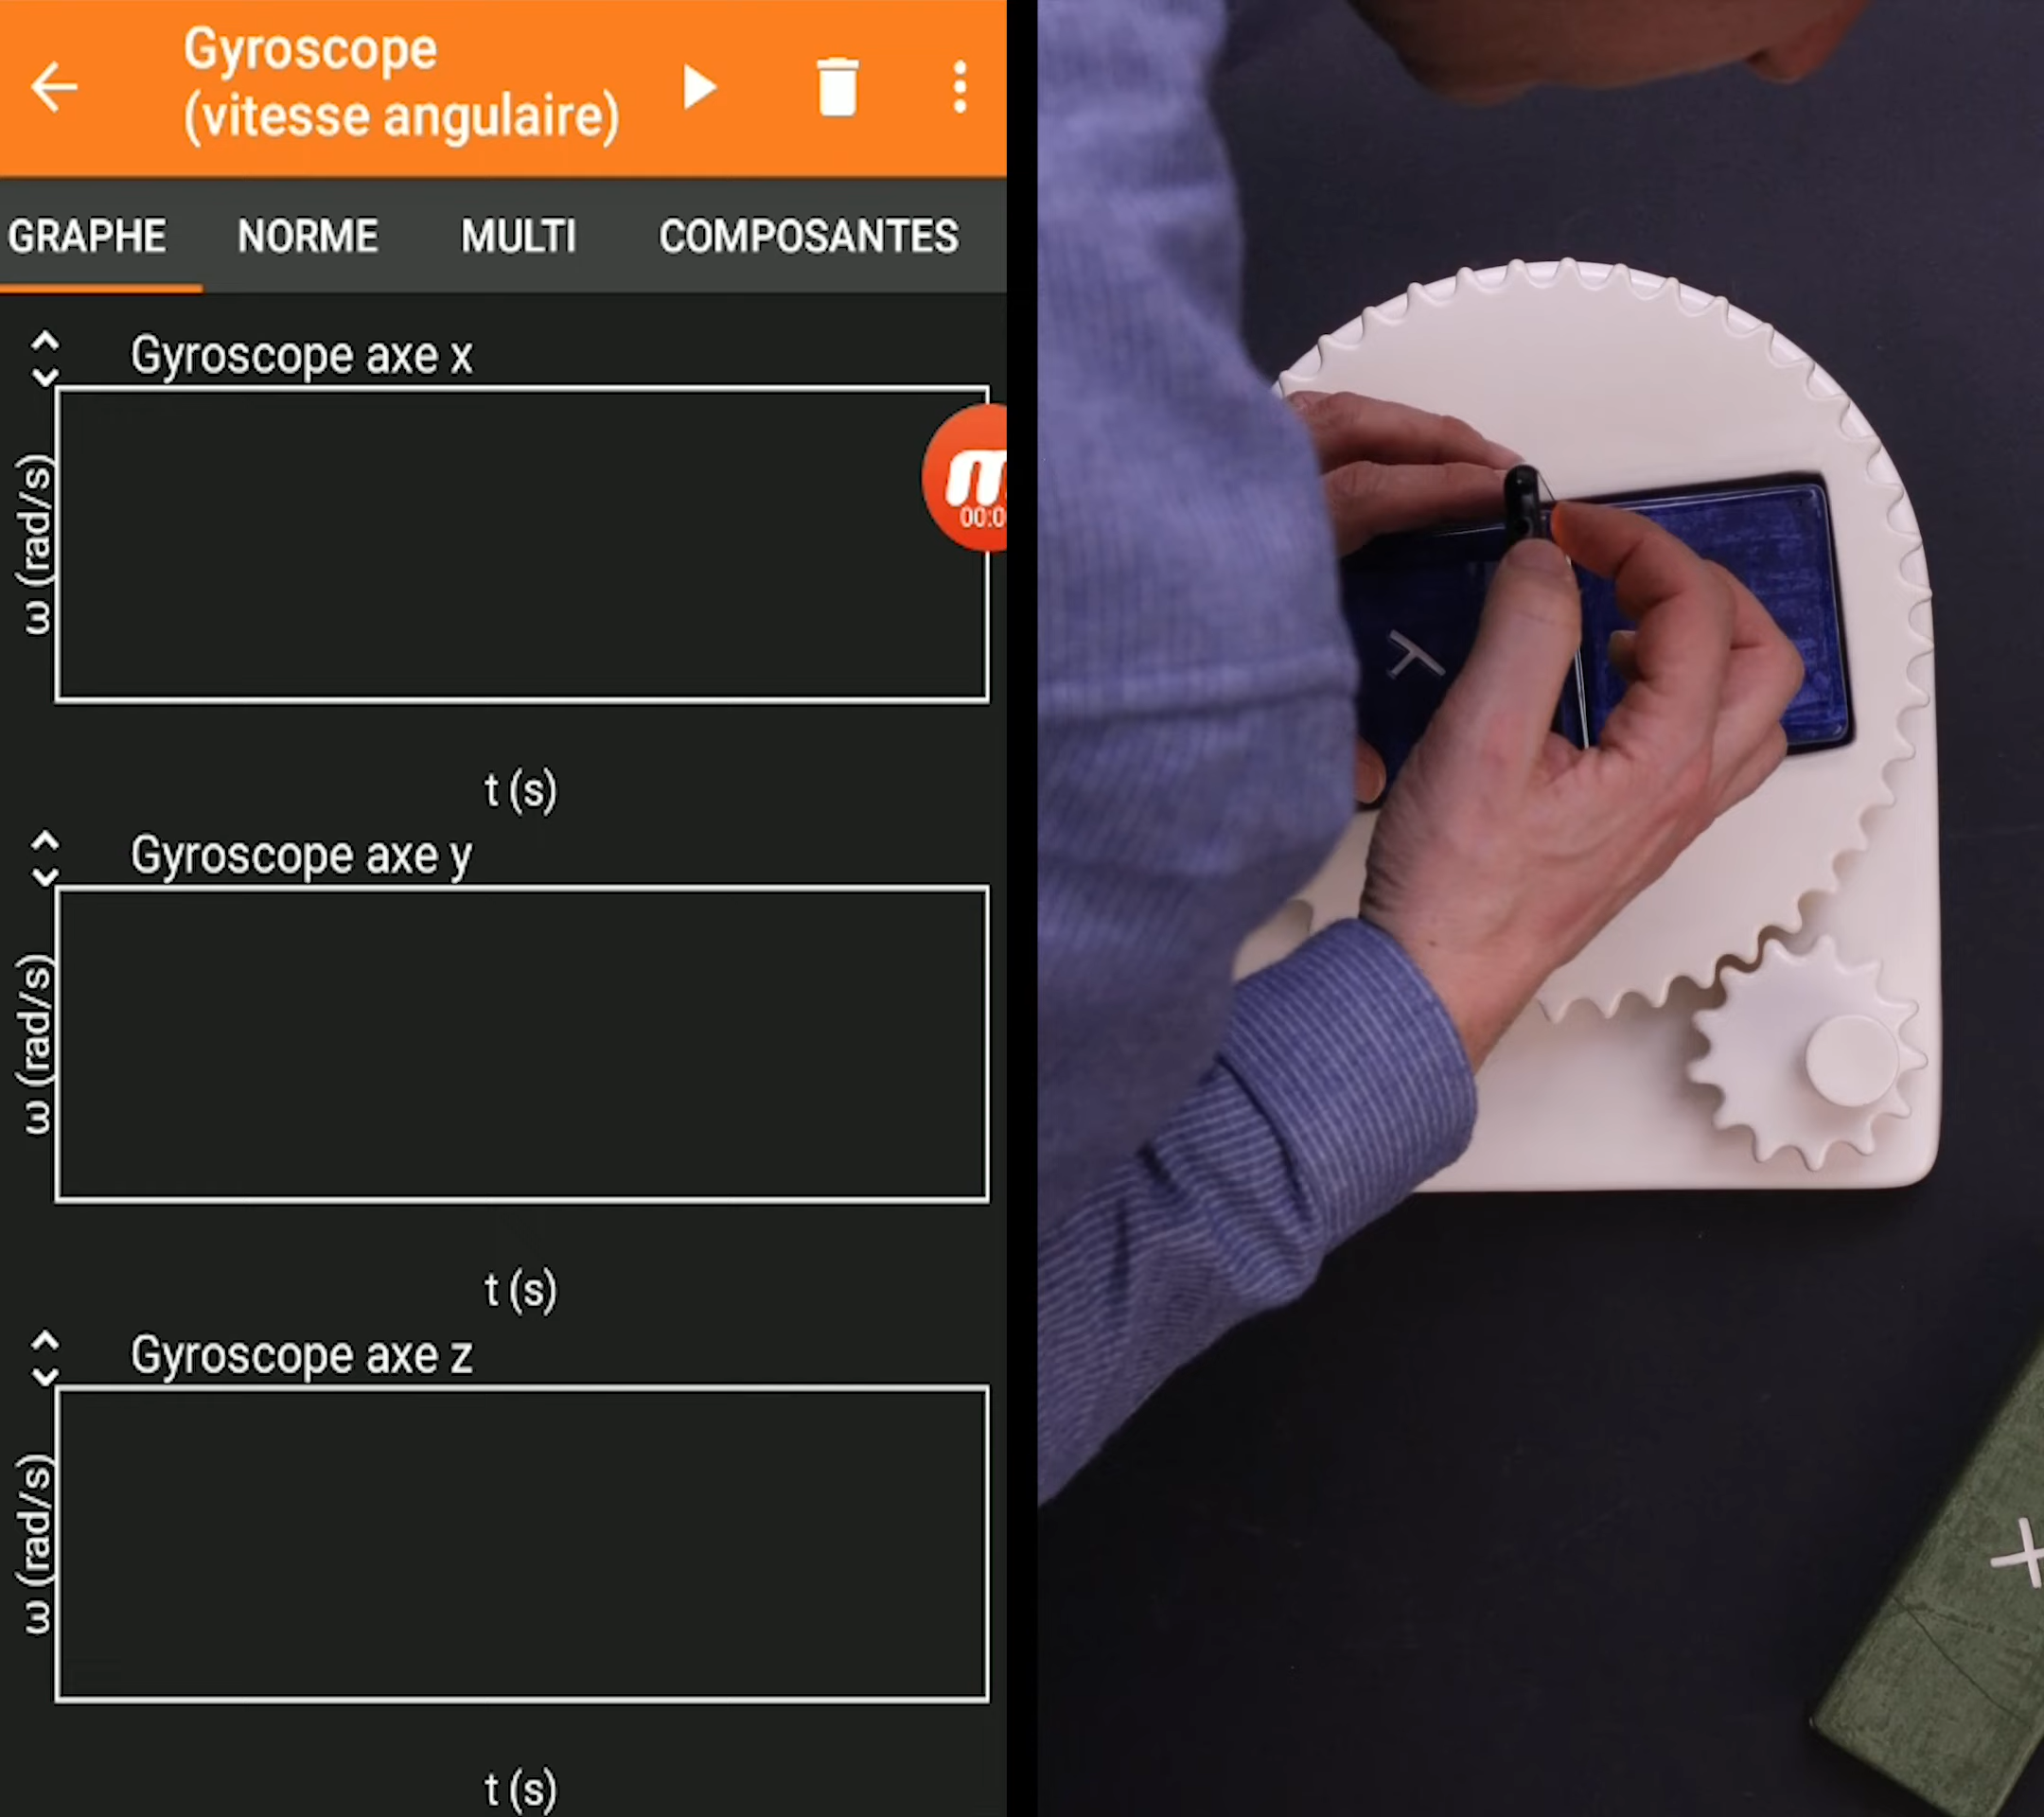 Gyroscope
(vitesse angulaire)
GRAPHE NORME MULTI COMPOSANTES
Gyroscope axe x
ω (rad/s)
t (s)
Gyroscope axe y
ω (rad/s)
t (s)
Gyroscope axe z
ω (rad/s)
t (s)